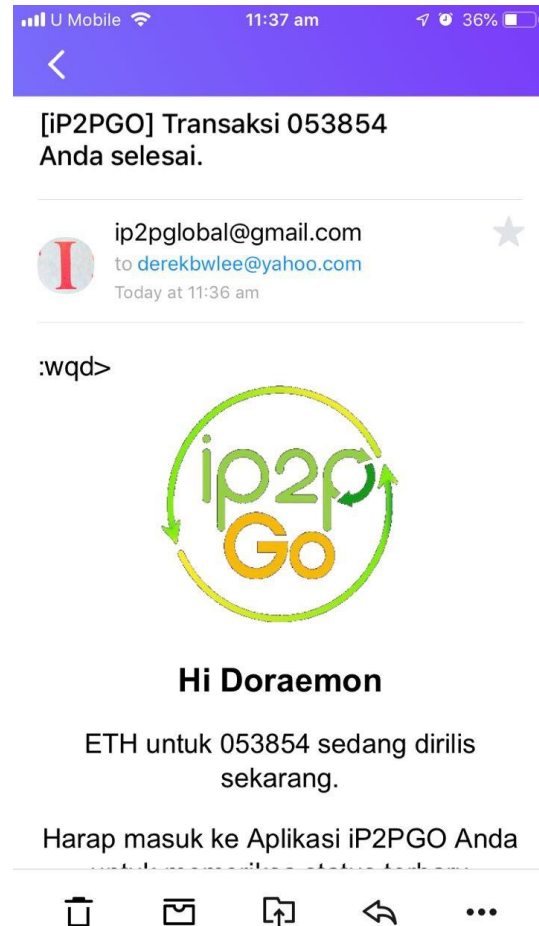 U Mobile 11:37 am 36%
[iP2PGO] Transaksi 053854
Anda selesai.
I
ip2pglobal@gmail.com
to derekbwlee@yahoo.com
Today at 11:36 am
:wqd>
ip2p
Go
Hi Doraemon
ETH untuk 053854 sedang dirilis
sekarang.
Harap masuk ke Aplikasi iP2PGO Anda